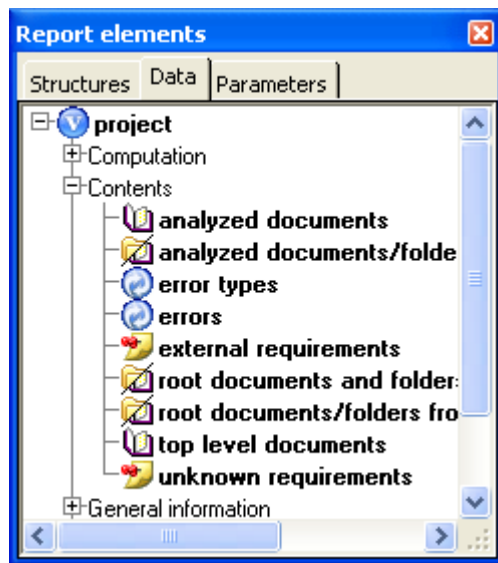 Report elements
Structures Data Parameters
project
Computation
Contents
analyzed documents
analyzed documents/folde
error types
errors
external requirements
root documents and folder
root documents/folders fro
top level documents
unknown requirements
General information